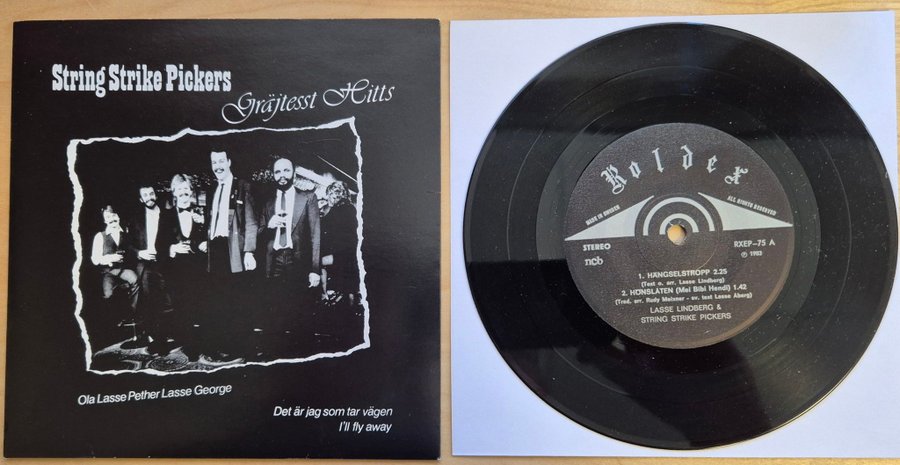 String Strike Pickers
Gräjtesst Hitts
Ola Lasse Pether Lasse George
Det är jag som tar vägen
I'll fly away
Roldex
MADE IN SWEDEN
ALL RIGHTS RESERVED
STEREO
RXEP-75 A
ncb
℗ 1983
1. HÄNGSELSTROPP 2.25
(Text o. arr. Lasse Lindberg)
2. HÖNSLÅTEN (Mei Bibi Hendi) 1.42
(Trad. arr. Rudy Meixner - sv. text Lasse Åberg)
LASSE LINDBERG &
STRING STRIKE PICKERS